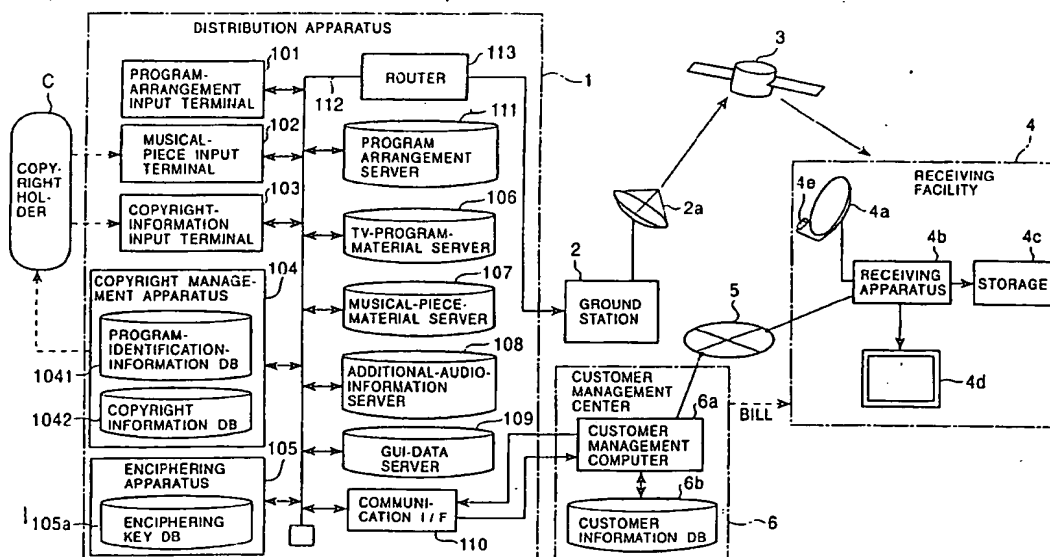 DISTRIBUTION APPARATUS
101
PROGRAM-
ARRANGEMENT
INPUT TERMINAL
113
ROUTER
112
1
3
C
COPY-
RIGHT
HOL-
DER
102
MUSICAL-
PIECE INPUT
TERMINAL
111
PROGRAM
ARRANGEMENT
SERVER
103
COPYRIGHT-
INFORMATION
INPUT TERMINAL
106
TV-PROGRAM-
MATERIAL SERVER
2a
4
RECEIVING
FACILITY
4e
4a
104
COPYRIGHT MANAGE-
MENT APPARATUS
PROGRAM-
IDENTIFICATION-
INFORMATION DB
1041
COPYRIGHT
INFORMATION DB
1042
107
MUSICAL-PIECE-
MATERIAL SERVER
2
GROUND
STATION
4b
RECEIVING
APPARATUS
4c
STORAGE
5
4d
108
ADDITIONAL-AUDIO-
INFORMATION
SERVER
109
GUI-DATA
SERVER
CUSTOMER
MANAGEMENT
CENTER
6a
CUSTOMER
MANAGEMENT
COMPUTER
BILL
ENCIPHERING
APPARATUS
105
ENCIPHERING
KEY DB
105a
COMMUNI-
CATION I/F
110
6b
CUSTOMER
INFORMATION DB
6